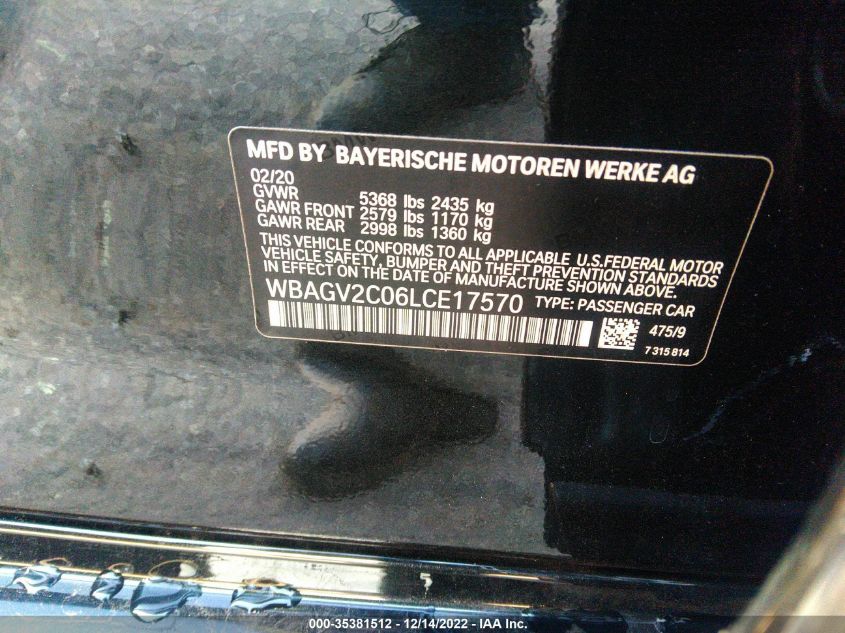 MFD BY BAYERISCHE MOTOREN WERKE AG
02/20
GVWR 5368 lbs 2435 kg
GAWR FRONT 2579 lbs 1170 kg
GAWR REAR 2998 lbs 1360 kg
THIS VEHICLE CONFORMS TO ALL APPLICABLE U.S.FEDERAL MOTOR
VEHICLE SAFETY, BUMPER AND THEFT PREVENTION STANDARDS
IN EFFECT ON THE DATE OF MANUFACTURE SHOWN ABOVE.
WBAGV2C06LCE17570 TYPE: PASSENGER CAR
475/9
7 315 814
000-35381512 - 12/14/2022 - IAA Inc.